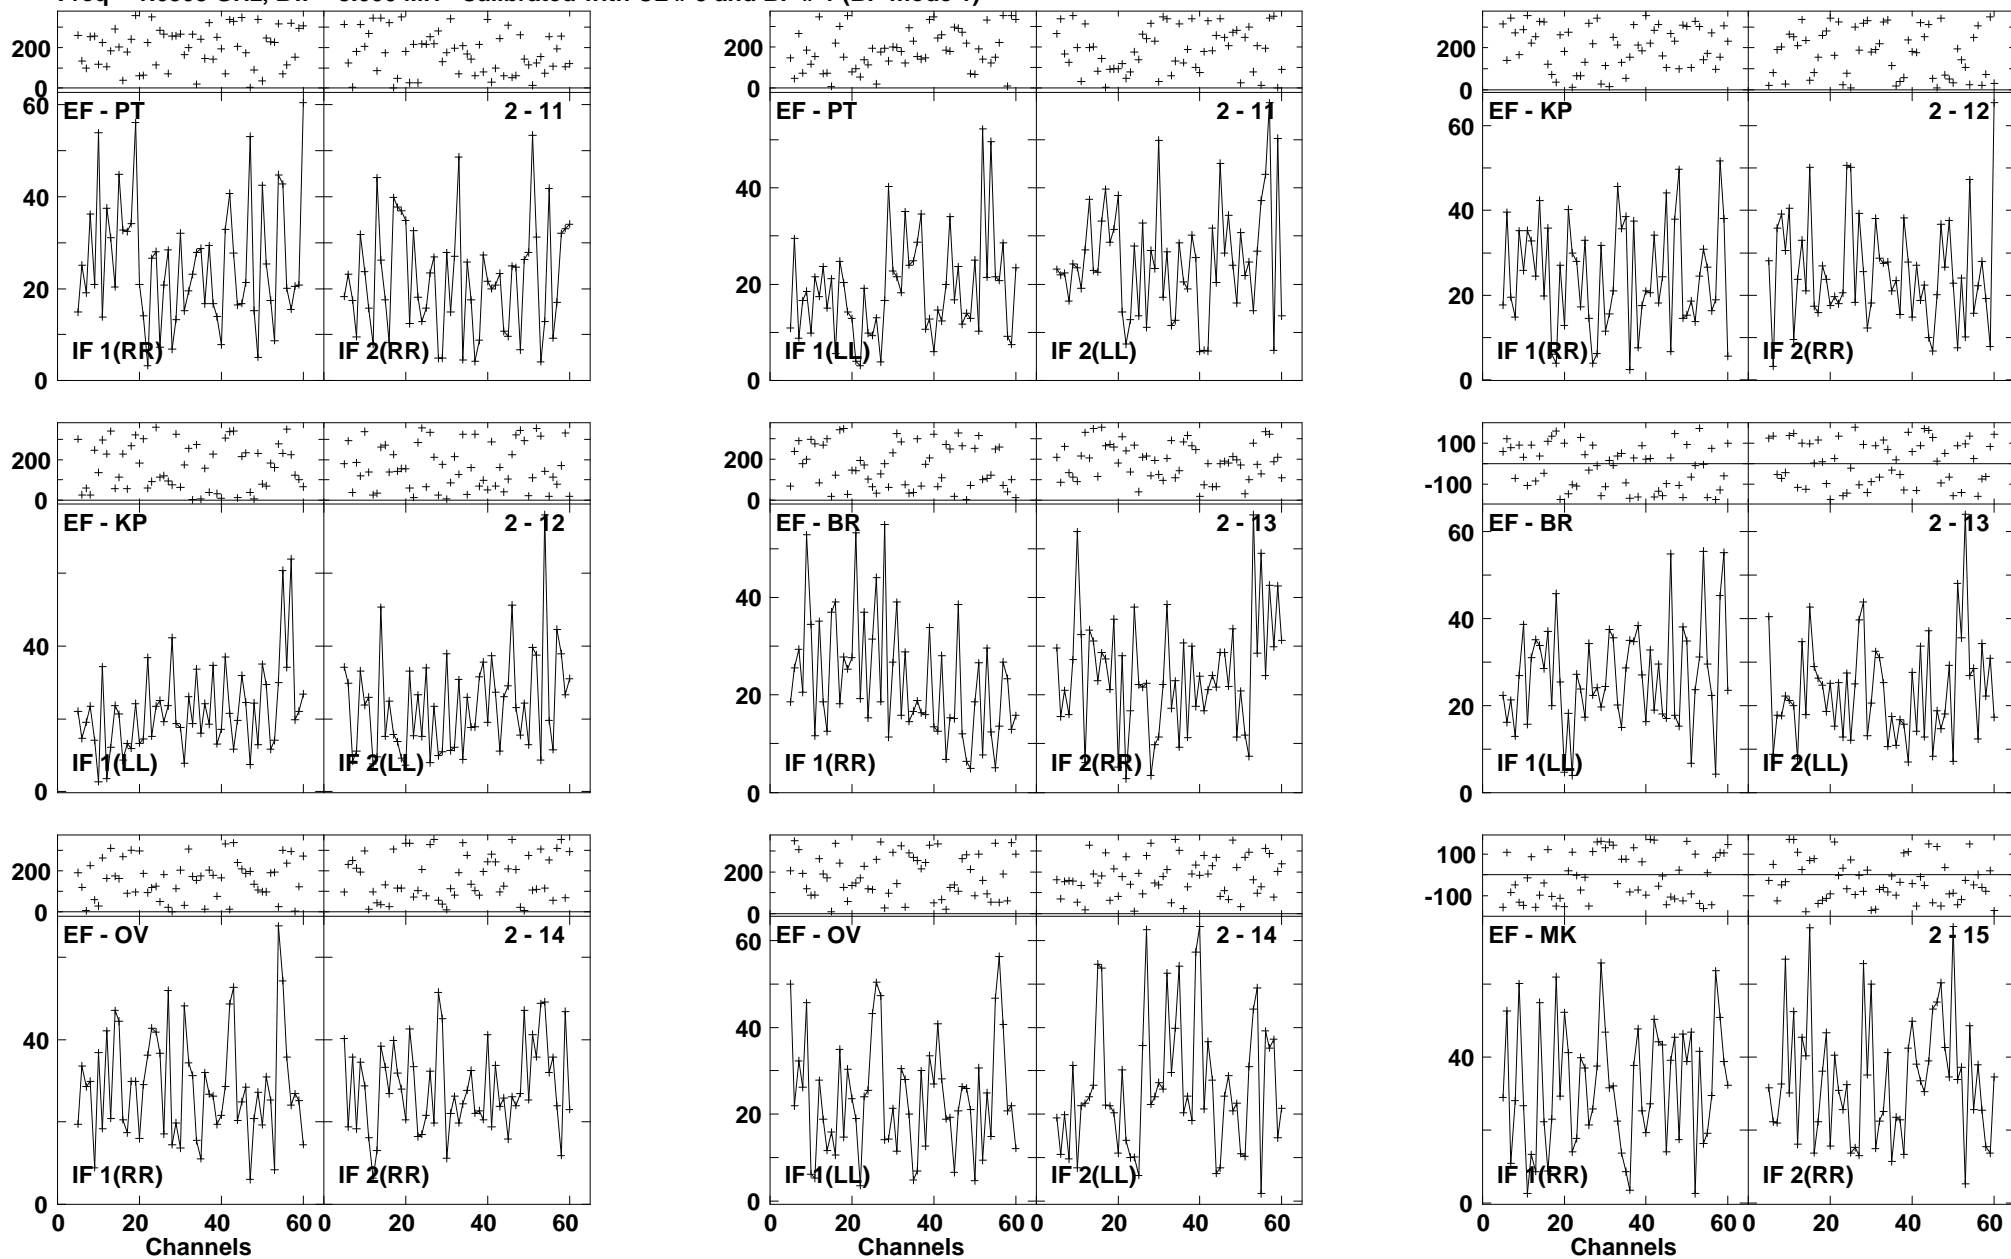 200
0
200
0
200
0
60
40
20
0
EF - PT
2 - 11
IF 1(RR)
IF 2(RR)
40
20
0
EF - PT
2 - 11
IF 1(LL)
IF 2(LL)
60
40
20
0
EF - KP
2 - 12
IF 1(RR)
IF 2(RR)
200
0
200
0
100
-100
40
0
EF - KP
2 - 12
IF 1(LL)
IF 2(LL)
40
20
0
EF - BR
2 - 13
IF 1(RR)
IF 2(RR)
60
40
20
0
EF - BR
2 - 13
IF 1(LL)
IF 2(LL)
200
0
200
0
100
-100
40
0
EF - OV
2 - 14
IF 1(RR)
IF 2(RR)
60
40
20
0
EF - OV
2 - 14
IF 1(LL)
IF 2(LL)
40
0
EF - MK
2 - 15
IF 1(RR)
IF 2(RR)
0 20 40 60 0 20 40 60
0 20 40 60 0 20 40 60
0 20 40 60 0 20 40 60
Channels
Channels
Channels